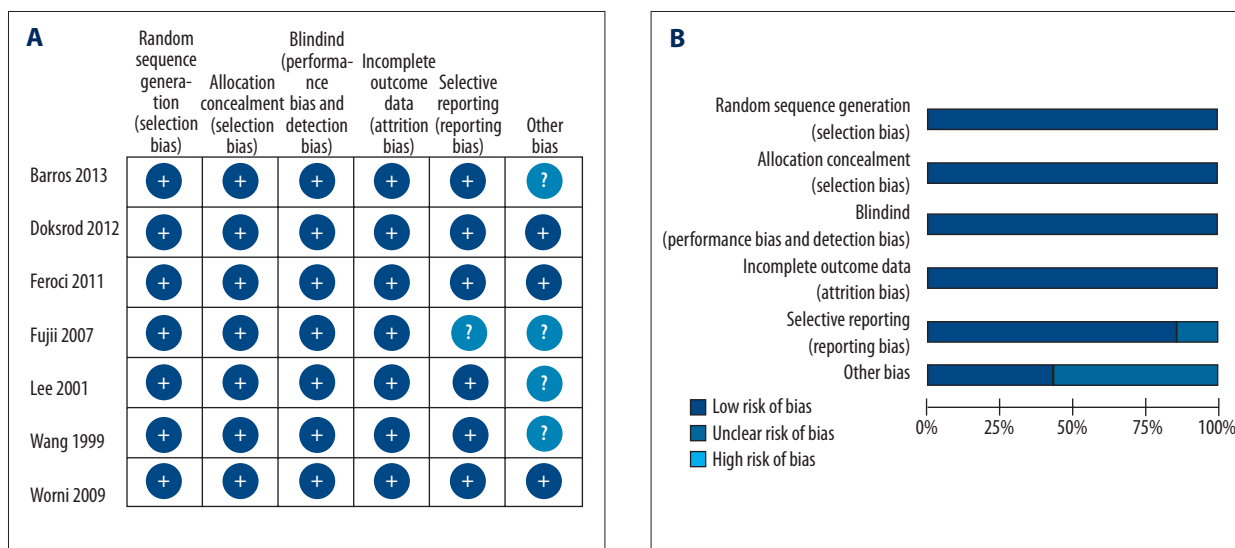 A
Random
sequence
genera-
tion
(selection
bias)
Allocation
concealment
(selection
bias)
Blindind
(performa-
nce
bias and
detection
bias)
Incomplete
outcome
data
(attrition
bias)
Selective
reporting
(reporting
bias)
Other
bias
Barros 2013
+ + + + + ?
Doksrod 2012
+ + + + + +
Feroci 2011
+ + + + + +
Fujii 2007
+ + + + ? ?
Lee 2001
+ + + + + ?
Wang 1999
+ + + + + ?
Worni 2009
+ + + + + +
B
Random sequence generation
(selection bias)
Allocation concealment
(selection bias)
Blindind
(performance bias and detection bias)
Incomplete outcome data
(attrition bias)
Selective reporting
(reporting bias)
Other bias
Low risk of bias
Unclear risk of bias
High risk of bias
0% 25% 50% 75% 100%